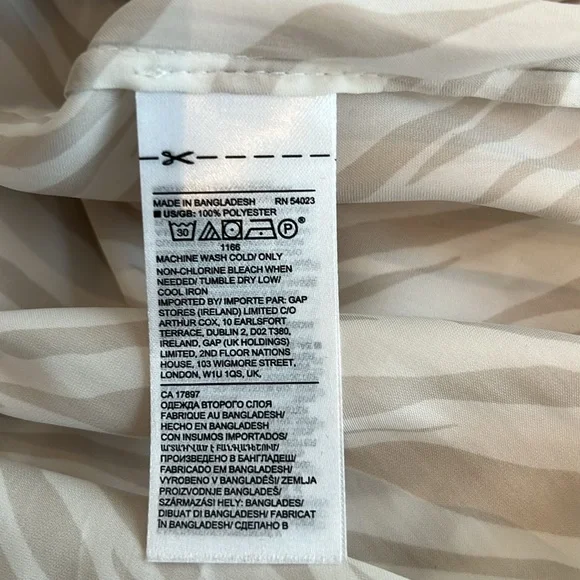 MADE IN BANGLADESH RN 54023
US/GB: 100% POLYESTER
30 P®
1166
MACHINE WASH COLD/ ONLY
NON-CHLORINE BLEACH WHEN
NEEDED/ TUMBLE DRY LOW/
COOL IRON
IMPORTED BY/ IMPORTE PAR: GAP
STORES (IRELAND) LIMITED C/O
ARTHUR COX, 10 EARLSFORT
TERRACE, DUBLIN 2, D02 T380,
IRELAND, GAP (UK HOLDINGS)
LIMITED, 2ND FLOOR NATIONS
HOUSE, 103 WIGMORE STREET,
LONDON, W1U 1QS, UK,
CA 17897
ОДЕЖДА ВТОРОГО СЛОЯ
FABRIQUE AU BANGLADESH/
HECHO EN BANGLADESH
CON INSUMOS IMPORTADOS/
ԱՐՏԱԴՐՎԱԾ Է ԲԱՆԳԼԱԴԵՇՈՒՄ/
ПРОИЗВЕДЕНО В БАНГЛАДЕШ/
FABRICADO EM BANGLADESH/
VYROBENO V BANGLADÉŠI/ ZEMLJA
PROIZVODNJE BANGLADEŠ/
SZÁRMAZÁSI HELY: BANGLADES/
DIBUAT DI BANGLADESH/ FABRICAT
ÎN BANGLADESH/ СДЕЛАНО В